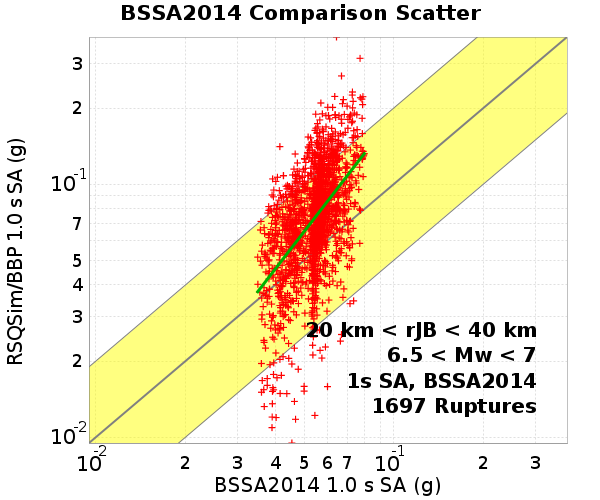 BSSA2014 Comparison Scatter
RSQSim/BBP 1.0 s SA (g)
3
2
10-1
7
5
4
3
2
10-2
20 km < rJB < 40 km
6.5 < Mw < 7
1s SA, BSSA2014
1697 Ruptures
10-2 2 3 4 5 6 7 10-1 2 3
BSSA2014 1.0 s SA (g)